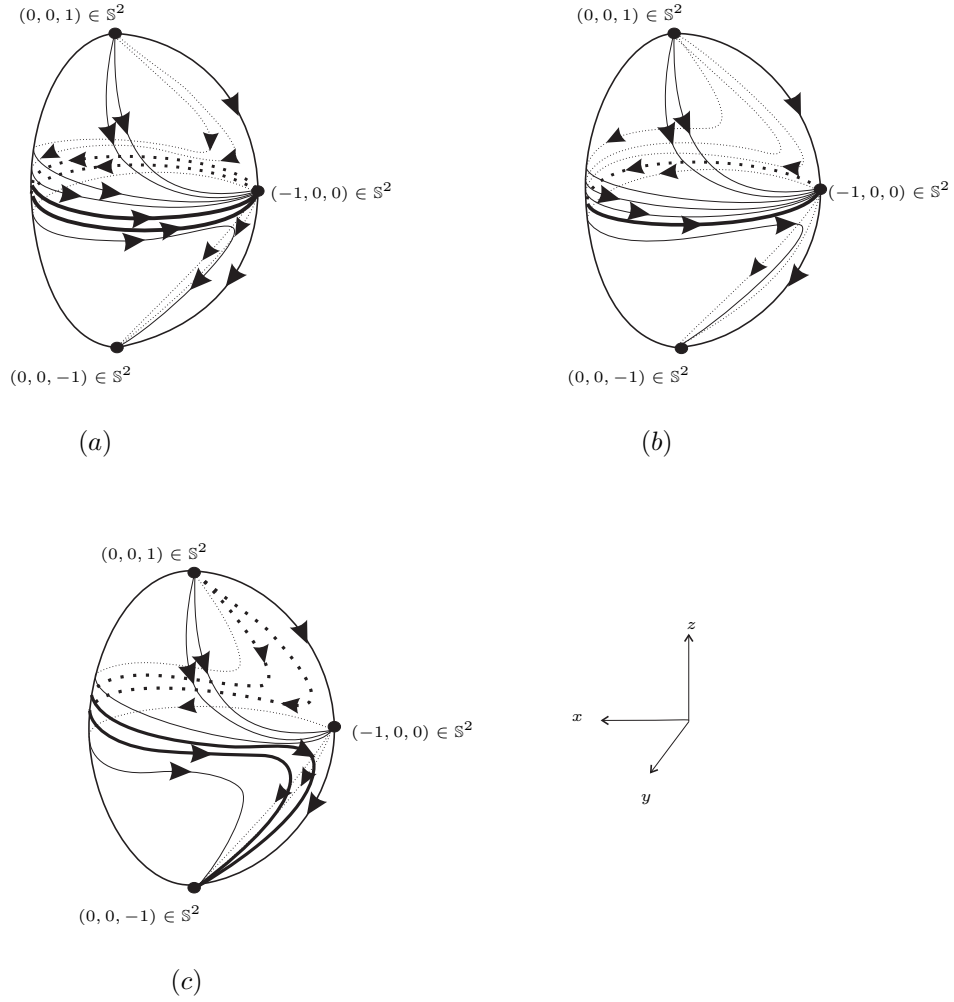 (0, 0, 1) ∈ 𝕊²
(−1, 0, 0) ∈ 𝕊²
(0, 0, −1) ∈ 𝕊²
(a)
(0, 0, 1) ∈ 𝕊²
(−1, 0, 0) ∈ 𝕊²
(0, 0, −1) ∈ 𝕊²
(b)
(0, 0, 1) ∈ 𝕊²
(−1, 0, 0) ∈ 𝕊²
(0, 0, −1) ∈ 𝕊²
(c)
z
x
y